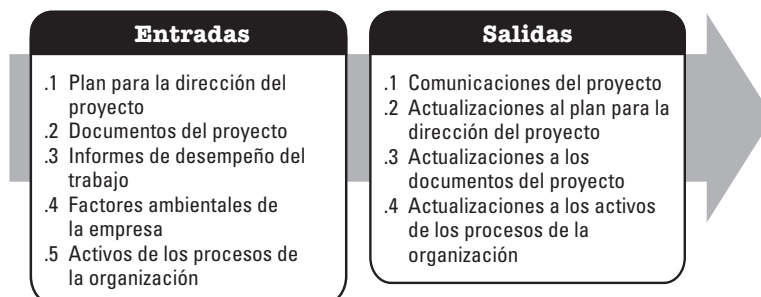 Entradas
.1 Plan para la dirección del
proyecto
.2 Documentos del proyecto
.3 Informes de desempeño del
trabajo
.4 Factores ambientales de
la empresa
.5 Activos de los procesos de
la organización
Salidas
.1 Comunicaciones del proyecto
.2 Actualizaciones al plan para la
dirección del proyecto
.3 Actualizaciones a los
documentos del proyecto
.4 Actualizaciones a los activos
de los procesos de la
organización